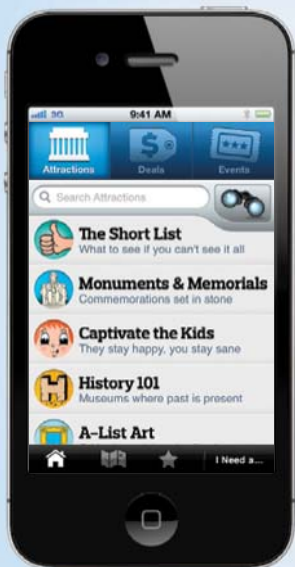 3G 9:41 AM
Attractions Deals Events
Search Attractions
The Short List
What to see if you can't see it all
Monuments & Memorials
Commemorations set in stone
Captivate the Kids
They stay happy, you stay sane
History 101
Museums where past is present
A-List Art
I Need a...